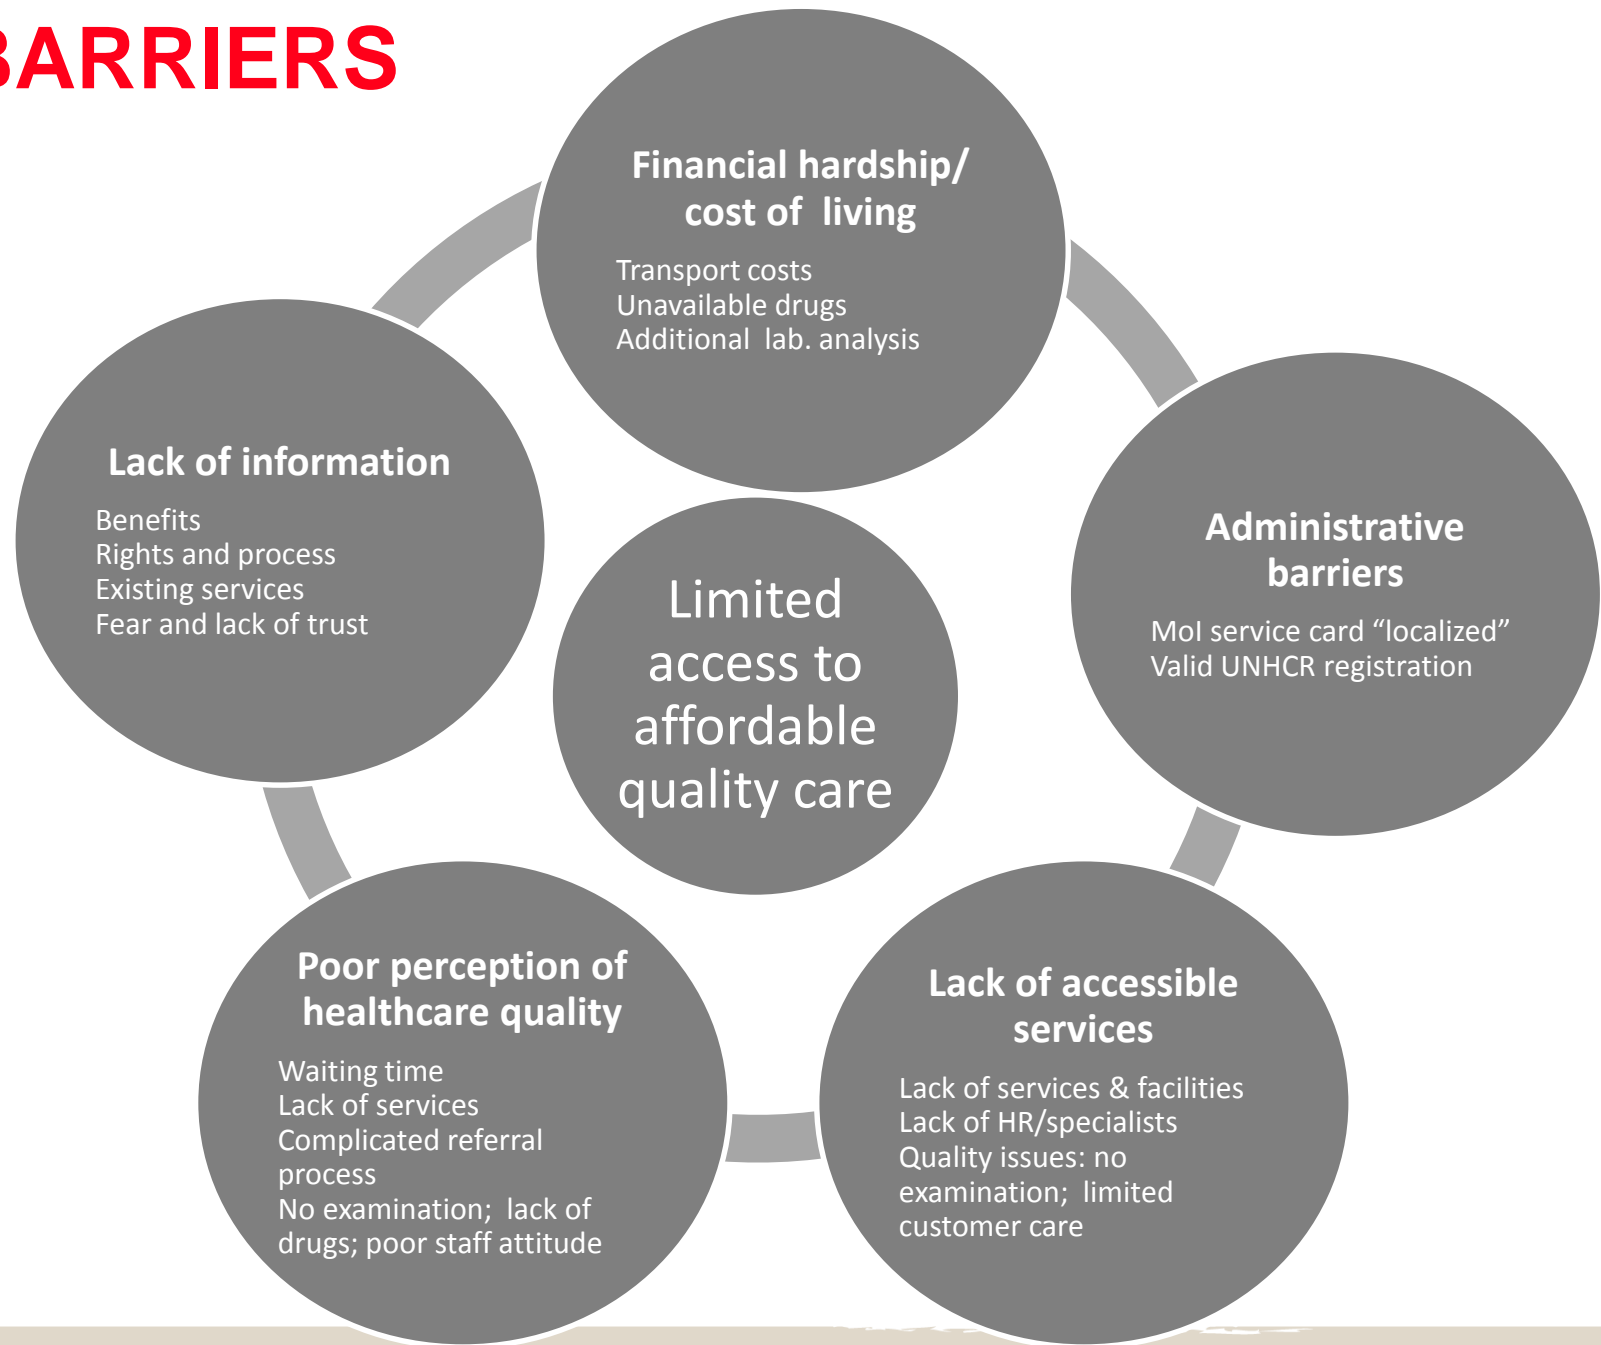 BARRIERS
Financial hardship/
cost of living
Transport costs
Unavailable drugs
Additional lab. analysis
Administrative
barriers
MoI service card “localized”
Valid UNHCR registration
Lack of accessible
services
Lack of services & facilities
Lack of HR/specialists
Quality issues: no
examination; limited
customer care
Poor perception of
healthcare quality
Waiting time
Lack of services
Complicated referral
process
No examination; lack of
drugs; poor staff attitude
Lack of information
Benefits
Rights and process
Existing services
Fear and lack of trust
Limited
access to
affordable
quality care